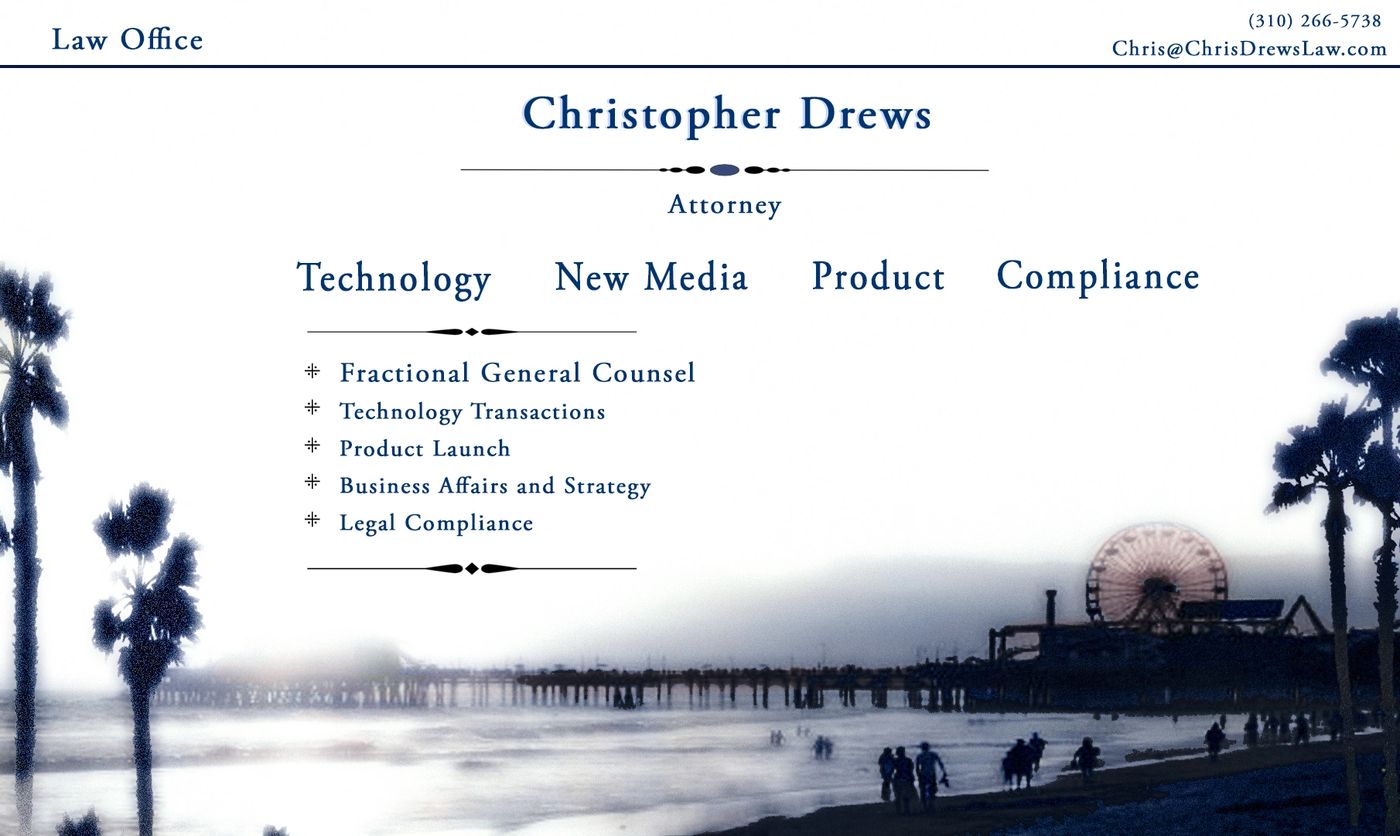 Law Office
(310) 266-5738
Chris@ChrisDrewsLaw.com
Christopher Drews
Attorney
Technology New Media Product Compliance
Fractional General Counsel
Technology Transactions
Product Launch
Business Affairs and Strategy
Legal Compliance